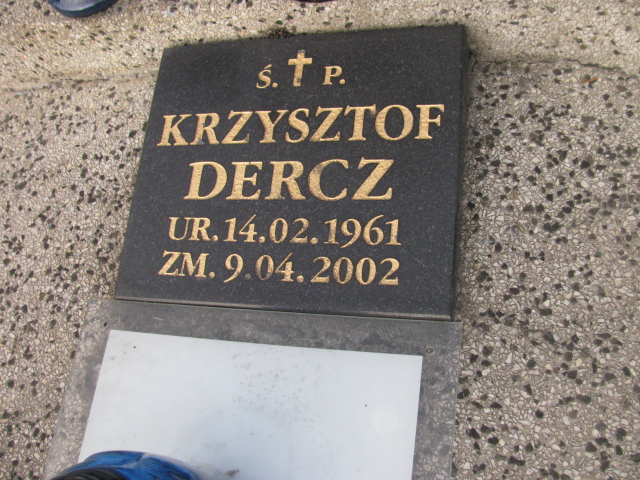 Ś. P.
KRZYSZTOF
DERCZ
UR. 14.02.1961
ZM. 9.04.2002